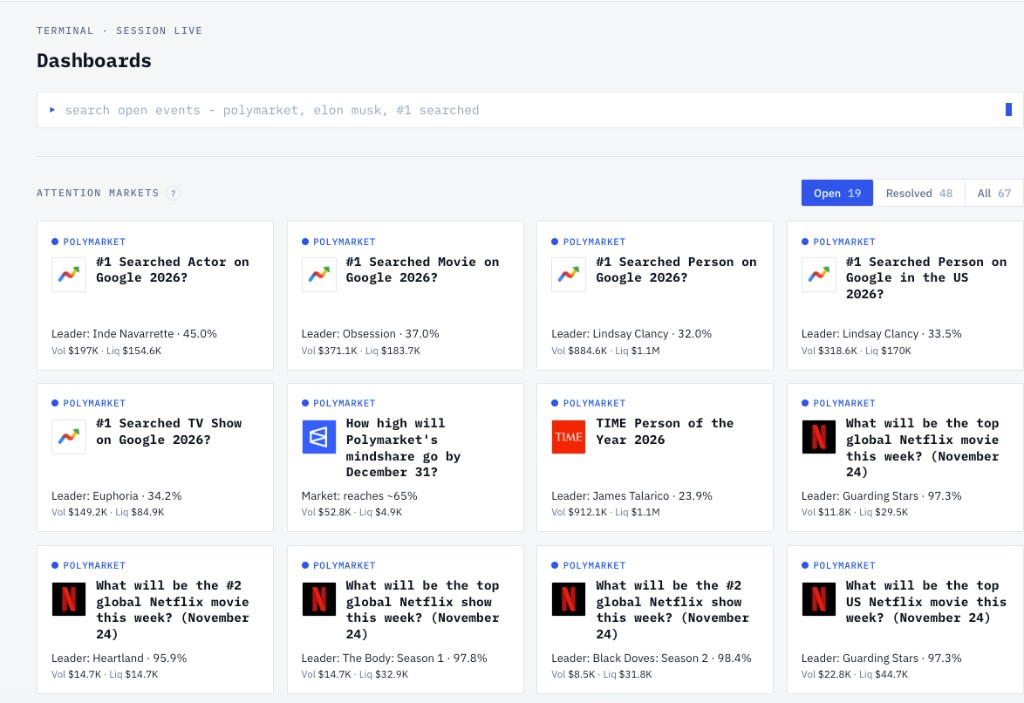 TERMINAL · SESSION LIVE
Dashboards
search open events - polymarket, elon musk, #1 searched
ATTENTION MARKETS ?
Open 19 Resolved 48 All 67
POLYMARKET
#1 Searched Actor on
Google 2026?
Leader: Inde Navarrette · 45.0%
Vol $197K · Liq $154.6K
POLYMARKET
#1 Searched Movie on
Google 2026?
Leader: Obsession · 37.0%
Vol $371.1K · Liq $183.7K
POLYMARKET
#1 Searched Person on
Google 2026?
Leader: Lindsay Clancy · 32.0%
Vol $884.6K · Liq $1.1M
POLYMARKET
#1 Searched Person on
Google in the US
2026?
Leader: Lindsay Clancy · 33.5%
Vol $318.6K · Liq $170K
POLYMARKET
#1 Searched TV Show
on Google 2026?
Leader: Euphoria · 34.2%
Vol $149.2K · Liq $84.9K
POLYMARKET
How high will
Polymarket's
mindshare go by
December 31?
Market: reaches ~65%
Vol $52.8K · Liq $4.9K
POLYMARKET
TIME
TIME Person of the
Year 2026
Leader: James Talarico · 23.9%
Vol $912.1K · Liq $1.1M
POLYMARKET
N
What will be the top
global Netflix movie
this week? (November
24)
Leader: Guarding Stars · 97.3%
Vol $11.8K · Liq $29.5K
POLYMARKET
N
What will be the #2
global Netflix movie
this week? (November
24)
Leader: Heartland · 95.9%
Vol $14.7K · Liq $14.7K
POLYMARKET
N
What will be the top
global Netflix show
this week? (November
24)
Leader: The Body: Season 1 · 97.8%
Vol $14.7K · Liq $32.9K
POLYMARKET
N
What will be the #2
global Netflix show
this week? (November
24)
Leader: Black Doves: Season 2 · 98.4%
Vol $8.5K · Liq $31.8K
POLYMARKET
N
What will be the top
US Netflix movie this
week? (November 24)
Leader: Guarding Stars · 97.3%
Vol $22.8K · Liq $44.7K